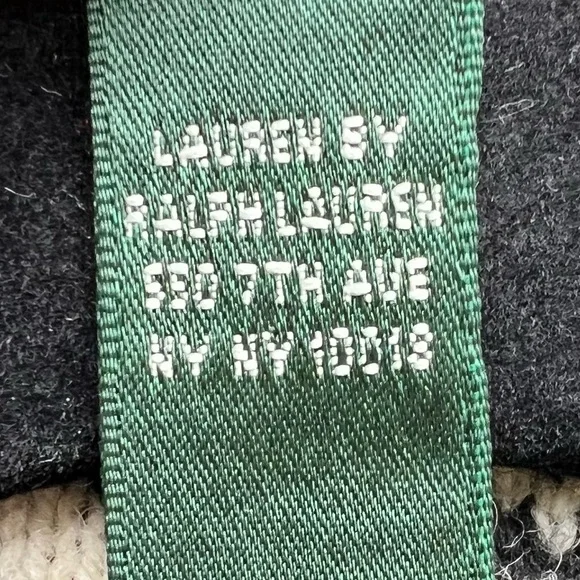 LAUREN BY
RALPH LAUREN
550 7TH AVE
NY NY 10018